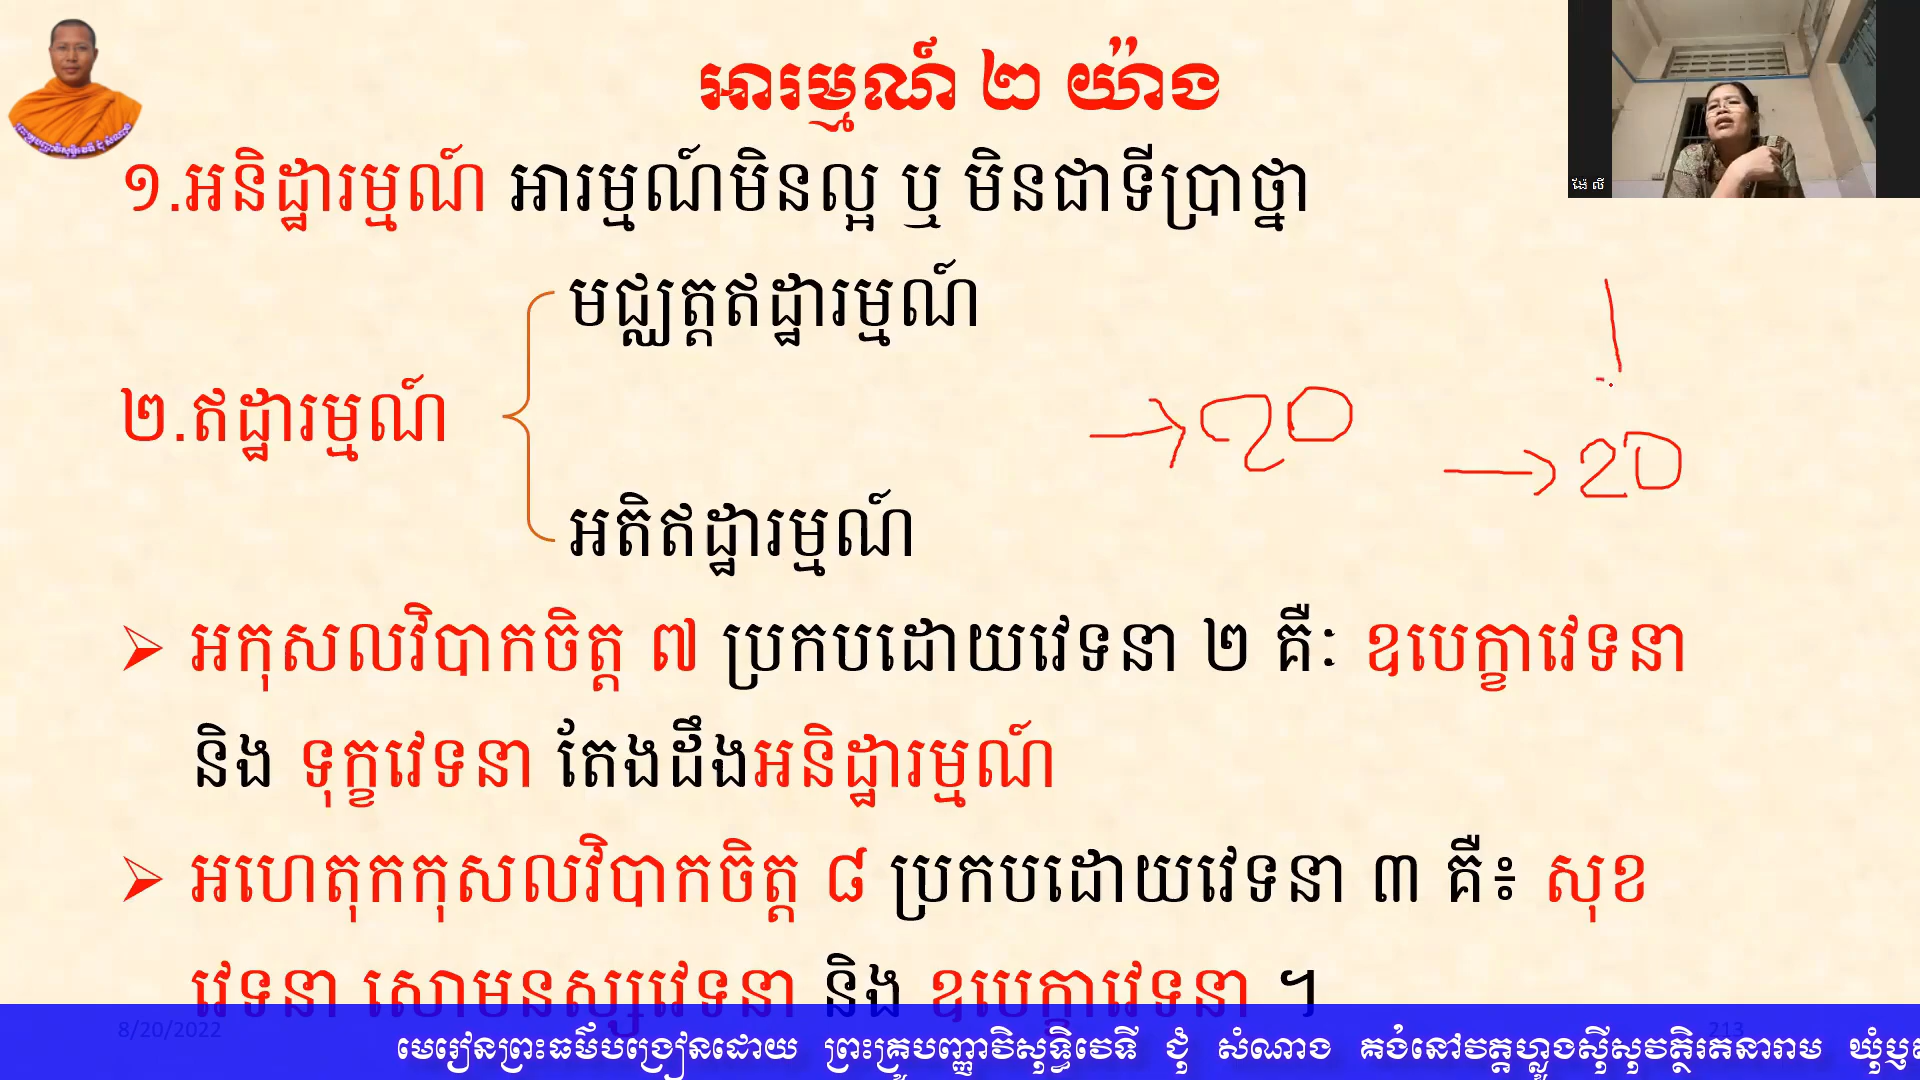 អារម្មណ៍ ២ យ៉ាង
១.អនិដ្ឋារម្មណ៍ អារម្មណ៍មិនល្អ ឬ មិនជាទីប្រាថ្នា
មជ្ឈត្តឥដ្ឋារម្មណ៍
២.ឥដ្ឋារម្មណ៍
អតិឥដ្ឋារម្មណ៍
20
➢ អកុសលវិបាកចិត្ត ៧ ប្រកបដោយវេទនា ២ គឺៈ ឧបេក្ខាវេទនា
និង ទុក្ខវេទនា តែងដឹងអនិដ្ឋារម្មណ៍
➢ អហេតុកកុសលវិបាកចិត្ត ៨ ប្រកបដោយវេទនា ៣ គឺ៖ សុខ
វេទនា សោមនស្សវេទនា និង ឧបេក្ខាវេទនា ។
8/20/2022
213
មេរៀនព្រះធម៌បង្រៀនដោយ ព្រះគ្រូបញ្ញាវិសុទ្ធិវេទី ជុំ សំណាង គង់នៅវត្តហ្លួងស៊ីសុវត្ថិរតនារាម
ង៉ែ លី